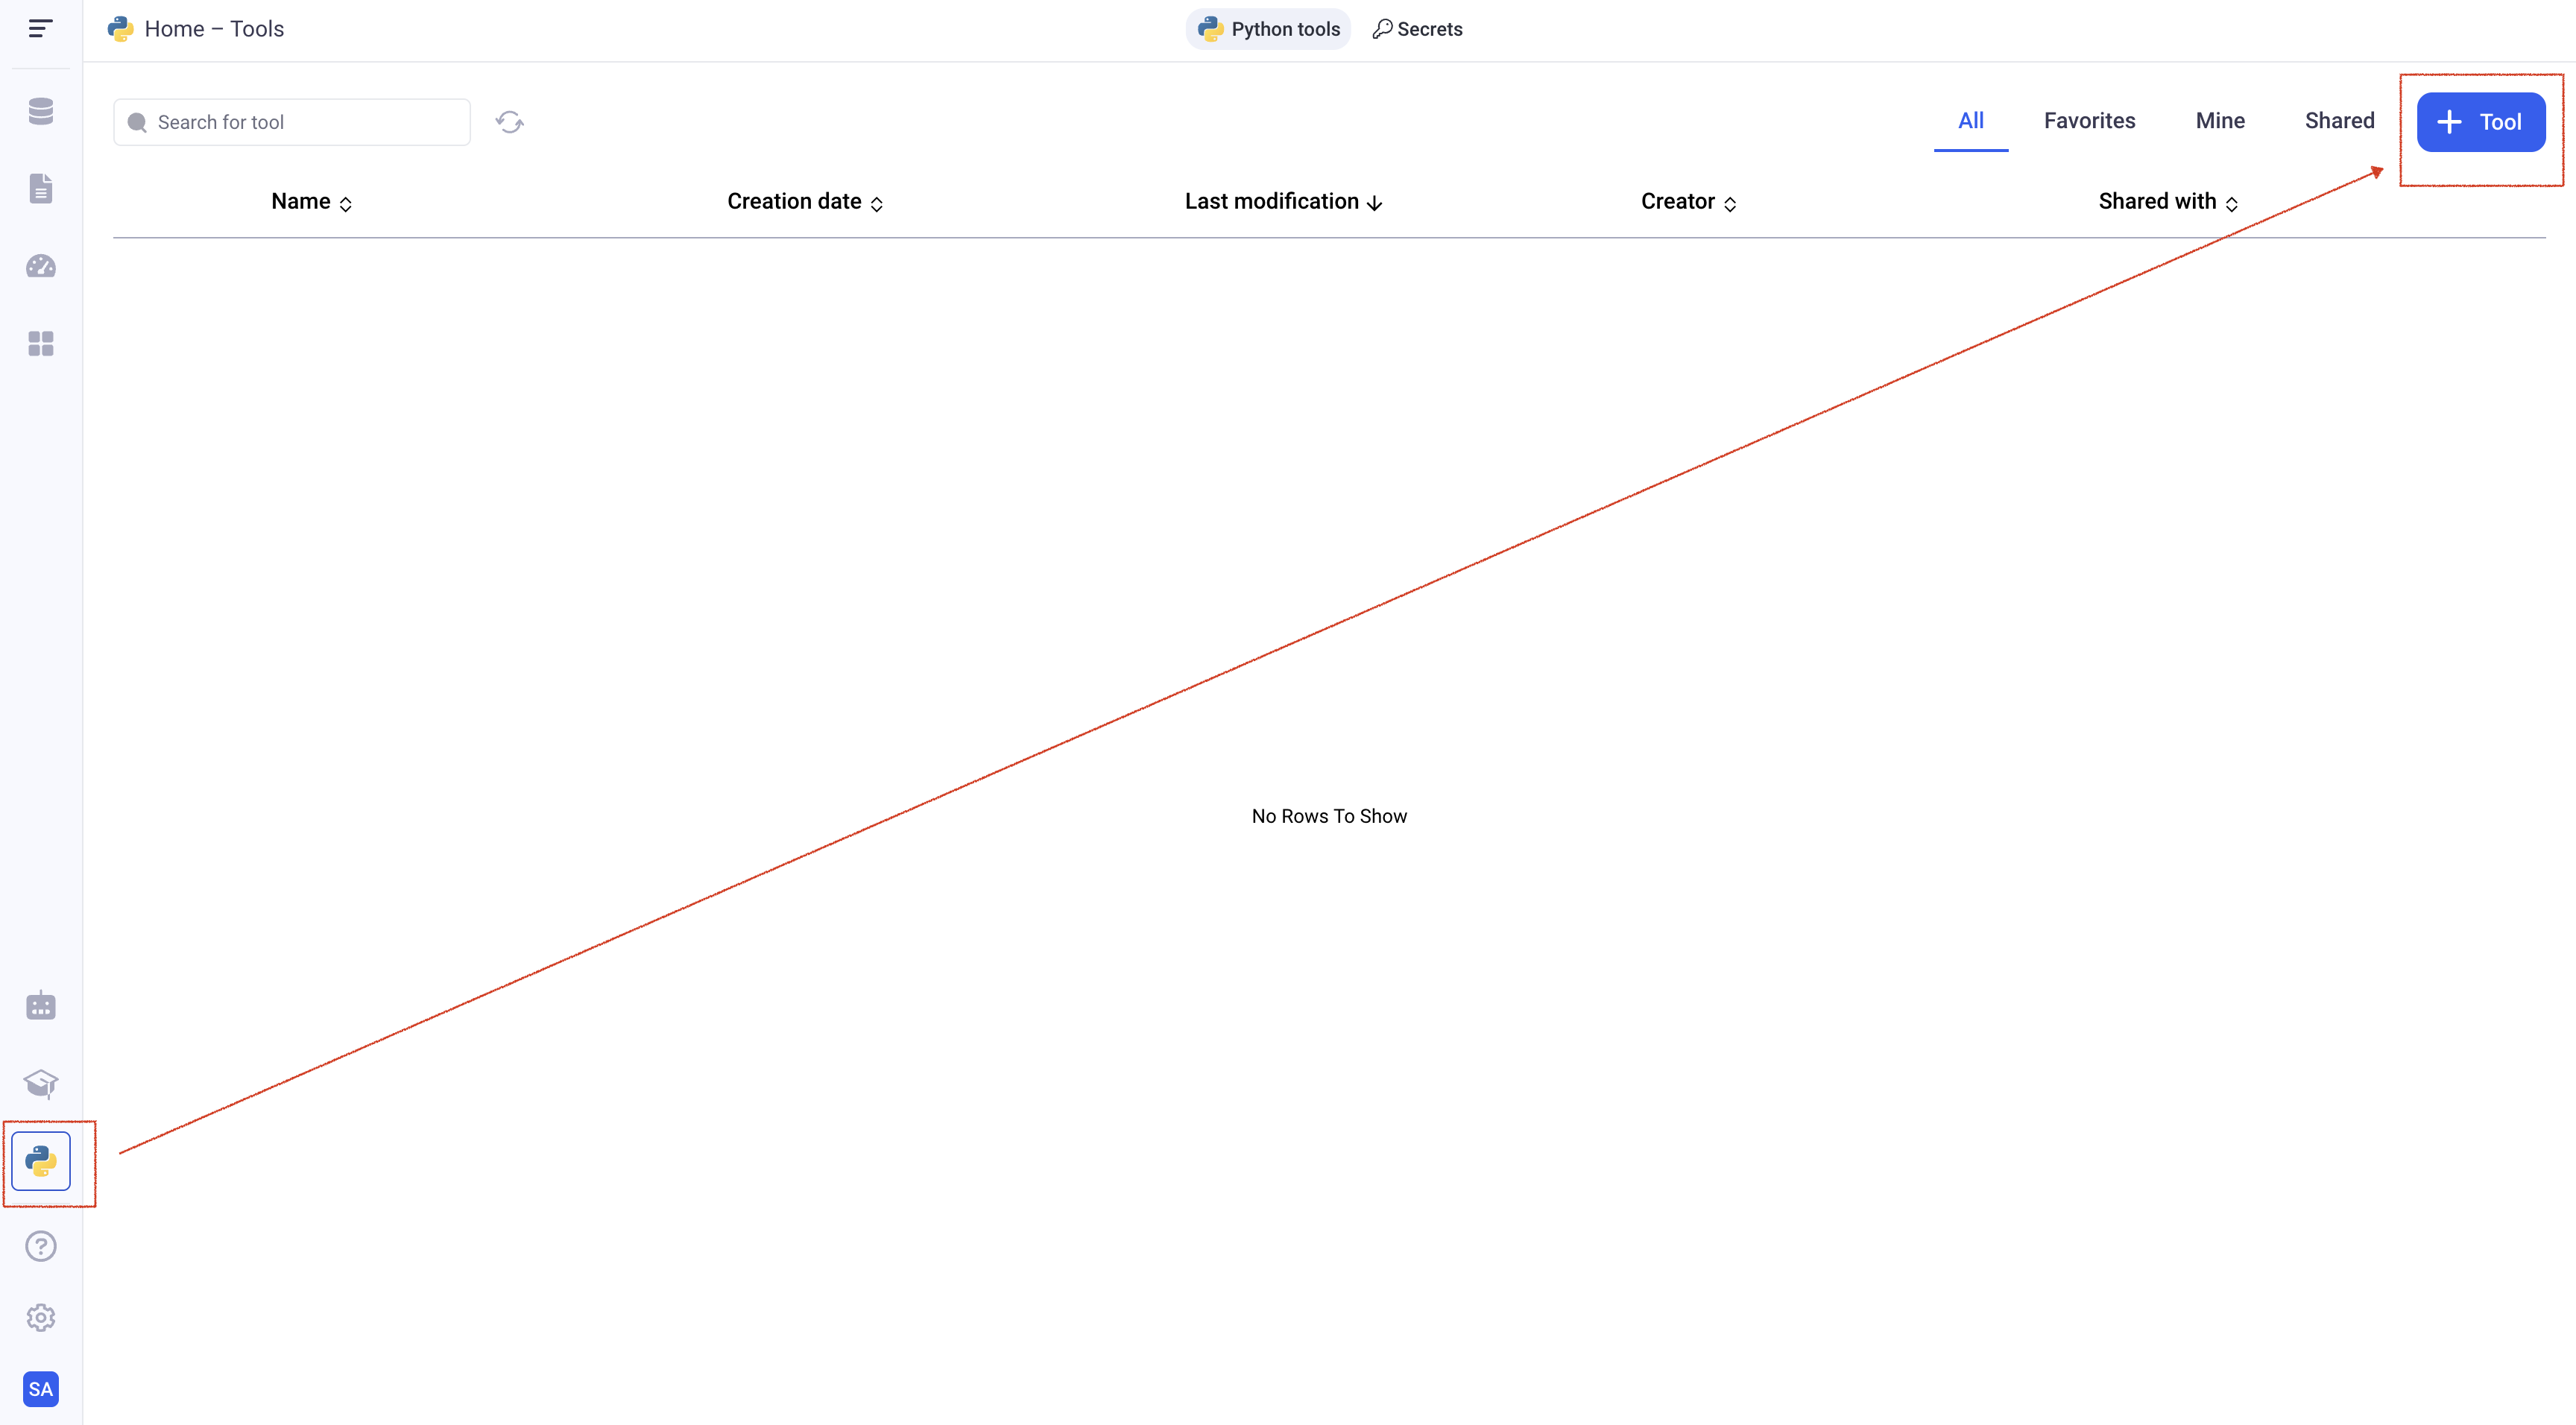 Home – Tools
Python tools
Secrets
Search for tool
All
Favorites
Mine
Shared
Tool
Name
Creation date
Last modification
Creator
Shared with
No Rows To Show
SA